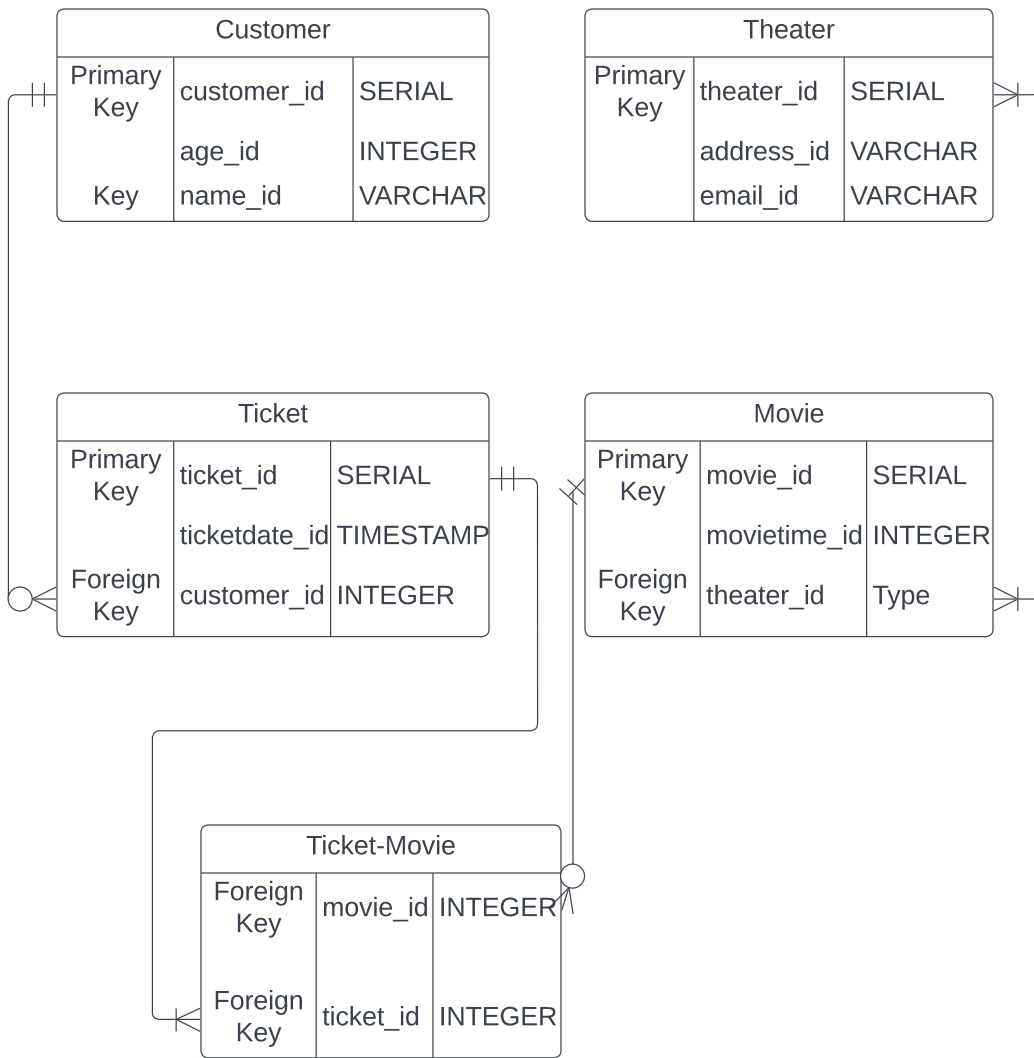 Customer
Primary
Key
customer_id
SERIAL
age_id
INTEGER
Key
name_id
VARCHAR
Theater
Primary
Key
theater_id
SERIAL
address_id
VARCHAR
email_id
VARCHAR
Ticket
Primary
Key
ticket_id
SERIAL
ticketdate_id
TIMESTAMP
Foreign
Key
customer_id
INTEGER
Movie
Primary
Key
movie_id
SERIAL
movietime_id
INTEGER
Foreign
Key
theater_id
Type
Ticket-Movie
Foreign
Key
movie_id
INTEGER
Foreign
Key
ticket_id
INTEGER